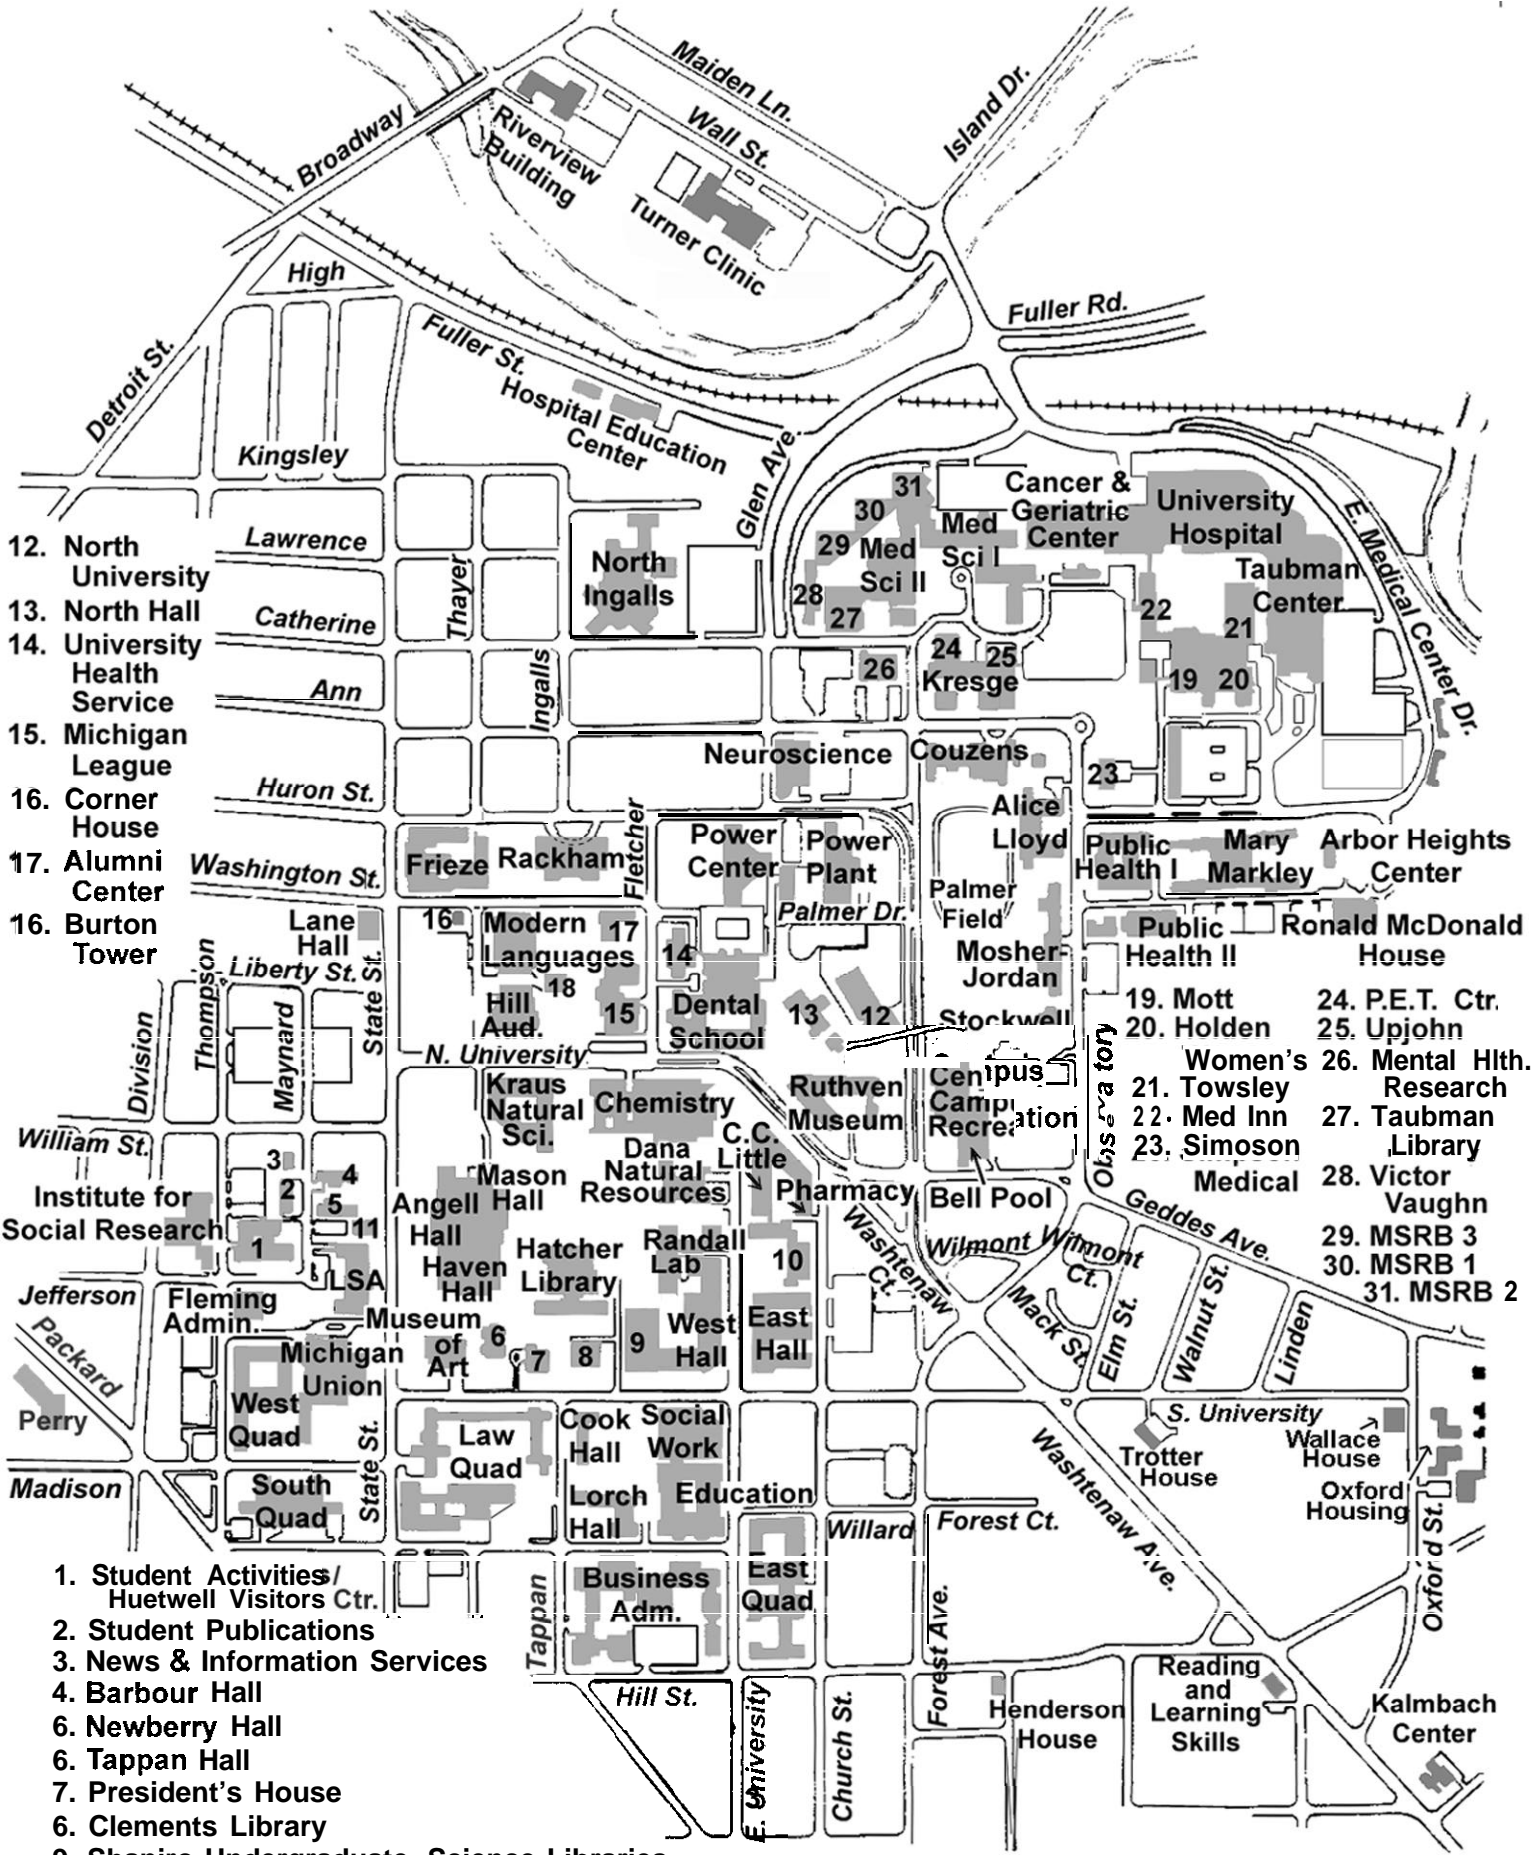 Maiden Ln.
Wall St.
Island Dr.
Broadway
Riverview
Building
Turner Clinic
High
Fuller Rd.
Fuller St.
Detroit St.
Hospital Education
Center
Kingsley
Glen Ave.
31
30
29
28
27
Med
Sci II
Med
Sci I
Cancer &
Geriatric
Center
University
Hospital
E. Medical Center Dr.
Taubman
Center
Lawrence
Thayer
North
Ingalls
Catherine
22
21
24
25
Kresge
26
19
20
Ann
Ingalls
12. North
University
13. North Hall
14. University
Health
Service
15. Michigan
League
16. Corner
House
17. Alumni
Center
16. Burton
Tower
Neuroscience
Couzens
23
Huron St.
Fletcher
Alice
Lloyd
Frieze
Rackham
Power
Center
Power
Plant
Public
Health I
Mary
Markley
Arbor Heights
Center
Washington St.
Palmer
Field
Palmer Dr.
Lane
Hall
16
Modern
Languages
17
14
Public
Health II
Ronald McDonald
House
Mosher-
Jordan
Liberty St.
Thompson
State St.
18
Hill
Aud.
15
Dental
School
13
12
Stockwell
Division
Maynard
N. University
Observatory
19. Mott
20. Holden
Women's
21. Towsley
22. Med Inn
23. Simoson
Medical
24. P.E.T. Ctr.
25. Upjohn
26. Mental Hlth.
Research
27. Taubman
Library
28. Victor
Vaughn
29. MSRB 3
30. MSRB 1
31. MSRB 2
Kraus
Natural
Sci.
Chemistry
Ruthven
Museum
Cen
mpus
Camp
Recrea
ation
William St.
Dana
Natural
Resources
C.C.
Little
3
4
2
5
11
1
Institute for
Social Research
Mason
Hall
Angell
Hall
Haven
Hall
Pharmacy
Bell Pool
Geddes Ave.
Washtenaw
Ct.
Washtenaw
Wilmont
Wilmont
Ct.
Hatcher
Library
Randall
Lab
10
LSA
Jefferson
Fleming
Admin.
Museum
of
Art
6
7
8
9
West
Hall
East
Hall
Mack St.
Elm St.
Walnut St.
Linden
Packard
Perry
Michigan
Union
West
Quad
Law
Quad
Cook
Hall
Social
Work
S. University
Trotter
House
Wallace
House
Oxford
Housing
Oxford St.
Washtenaw Ave.
Madison
South
Quad
State St.
Lorch
Hall
Education
Willard
Forest Ct.
Business
Adm.
East
Quad
Tappan
Hill St.
E. University
Church St.
Forest Ave.
Henderson
House
Reading
and
Learning
Skills
Kalmbach
Center
1. Student Activities/
Huetwell Visitors Ctr.
2. Student Publications
3. News & Information Services
4. Barbour Hall
6. Newberry Hall
6. Tappan Hall
7. President's House
6. Clements Library
9. Shapiro Undergraduate, Science Libraries